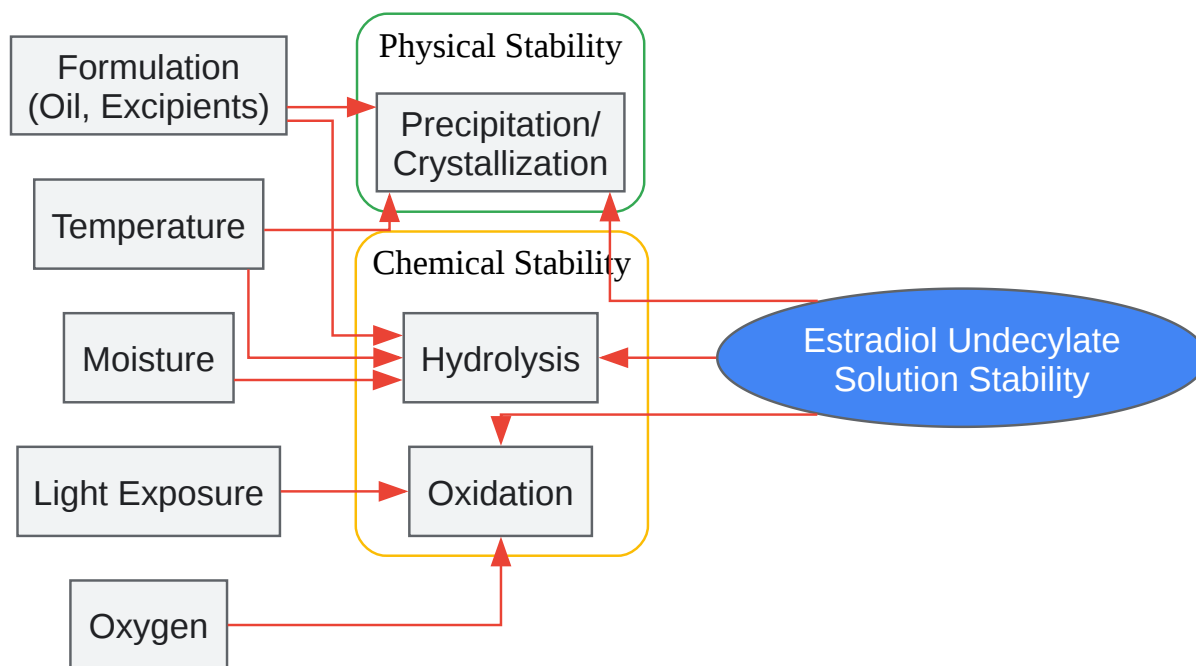 Formulation
(Oil, Excipients)
Temperature
Moisture
Light Exposure
Oxygen
Physical Stability
Precipitation/
Crystallization
Chemical Stability
Hydrolysis
Oxidation
Estradiol Undecylate
Solution Stability